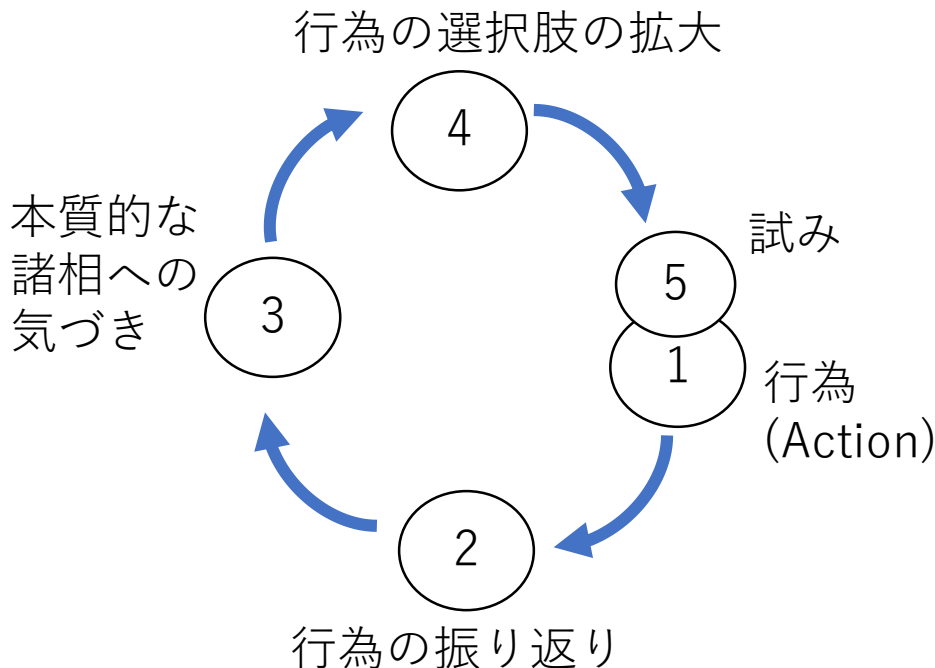 行為の選択肢の拡大
4
本質的な
諸相への
気づき
3
試み
5
1
行為
(Action)
2
行為の振り返り